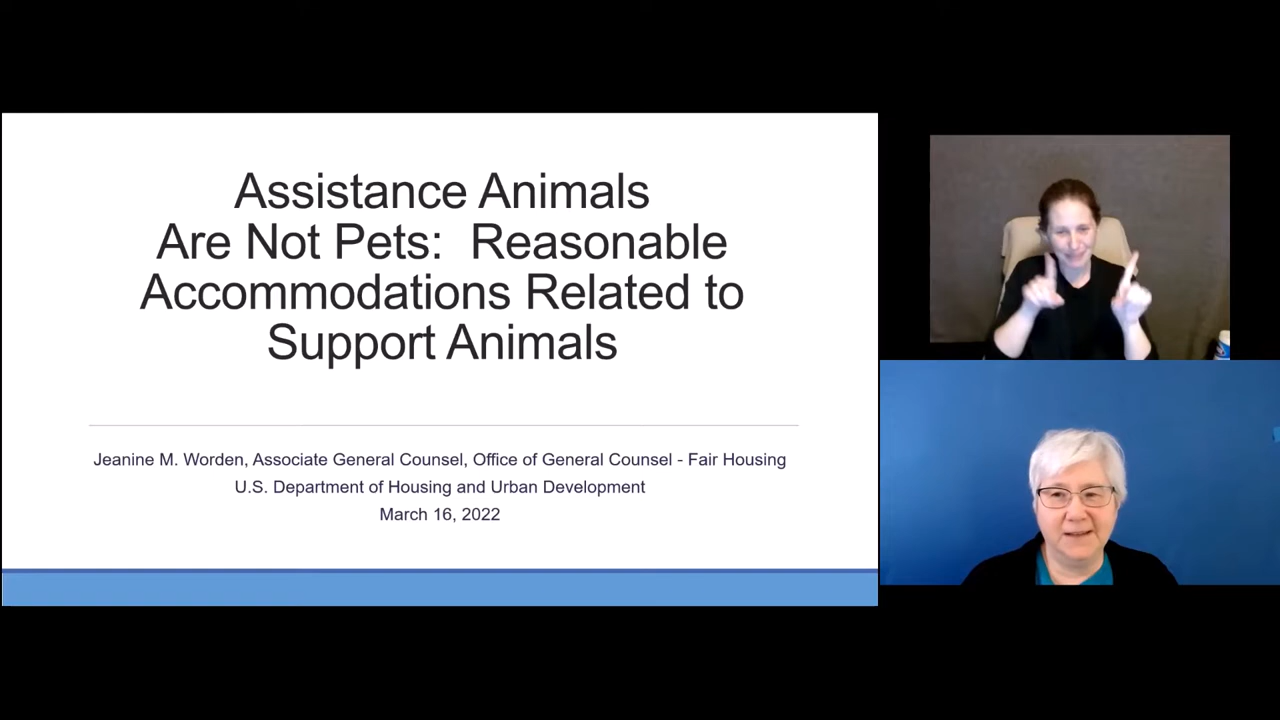 Assistance Animals
Are Not Pets:  Reasonable
Accommodations Related to
Support Animals
Jeanine M. Worden, Associate General Counsel, Office of General Counsel - Fair Housing
U.S. Department of Housing and Urban Development
March 16, 2022